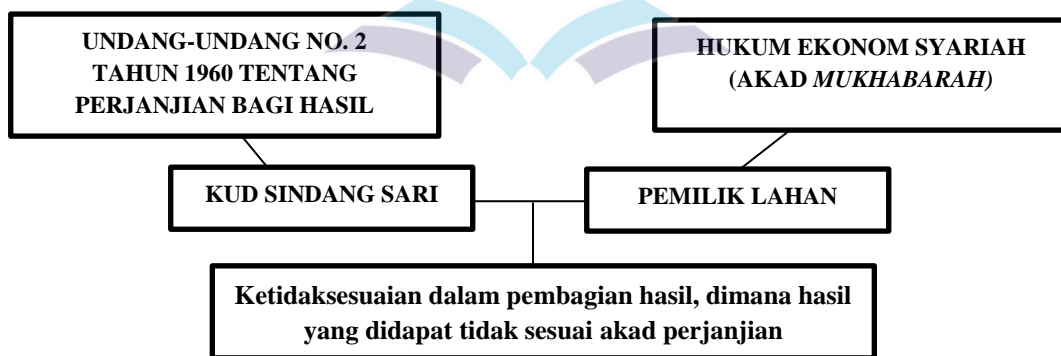 UNDANG-UNDANG NO. 2
TAHUN 1960 TENTANG
PERJANJIAN BAGI HASIL
HUKUM EKONOM SYARIAH
(AKAD MUKHABARAH)
KUD SINDANG SARI
PEMILIK LAHAN
Ketidaksesuaian dalam pembagian hasil, dimana hasil
yang didapat tidak sesuai akad perjanjian